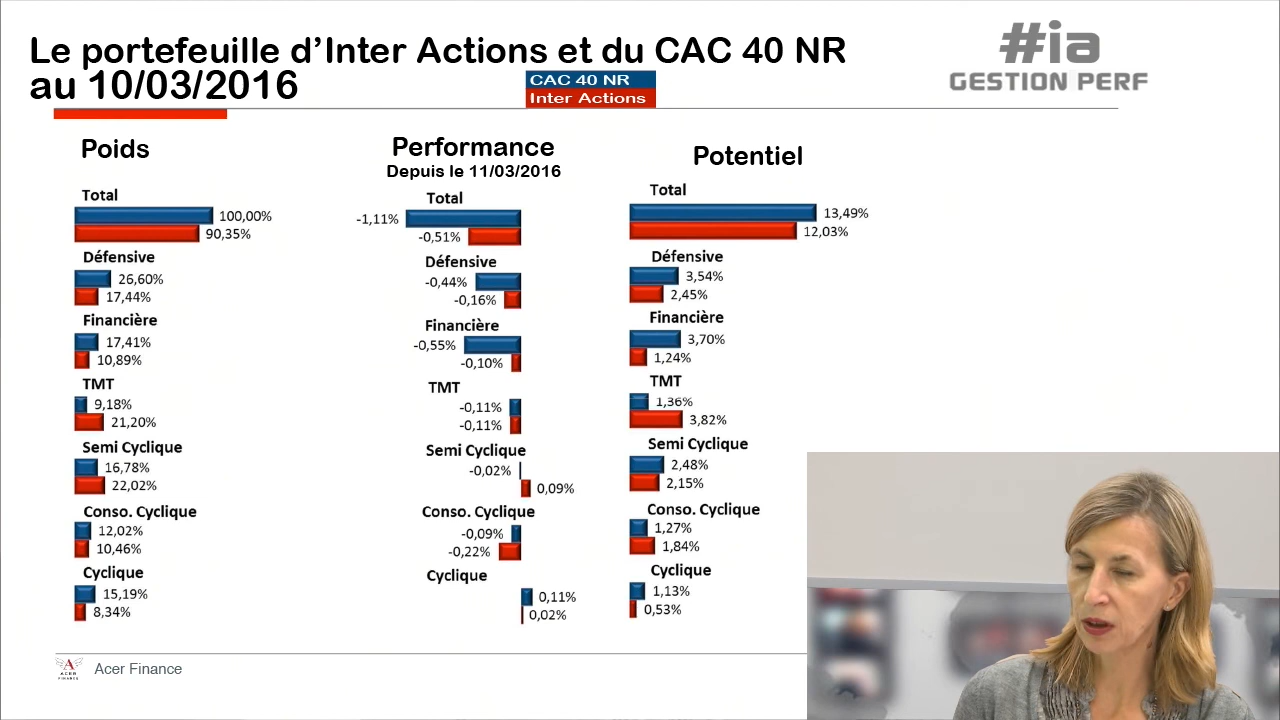 Le portefeuille d'Inter Actions et du CAC 40 NR
au 10/03/2016
CAC 40 NR
Inter Actions
#ia
GESTION PERF
Poids
Total
100,00%
90,35%
Défensive
26,60%
17,44%
Financière
17,41%
10,89%
TMT
9,18%
21,20%
Semi Cyclique
16,78%
22,02%
Conso. Cyclique
12,02%
10,46%
Cyclique
15,19%
8,34%
Performance
Depuis le 11/03/2016
Total
-1,11%
-0,51%
Défensive
-0,44%
-0,16%
Financière
-0,55%
-0,10%
TMT
-0,11%
-0,11%
Semi Cyclique
-0,02%
0,09%
Conso. Cyclique
-0,09%
-0,22%
Cyclique
0,11%
0,02%
Potentiel
Total
13,49%
12,03%
Défensive
3,54%
2,45%
Financière
3,70%
1,24%
TMT
1,36%
3,82%
Semi Cyclique
2,48%
2,15%
Conso. Cyclique
1,27%
1,84%
Cyclique
1,13%
0,53%
A
ACER
FINANCE
Acer Finance